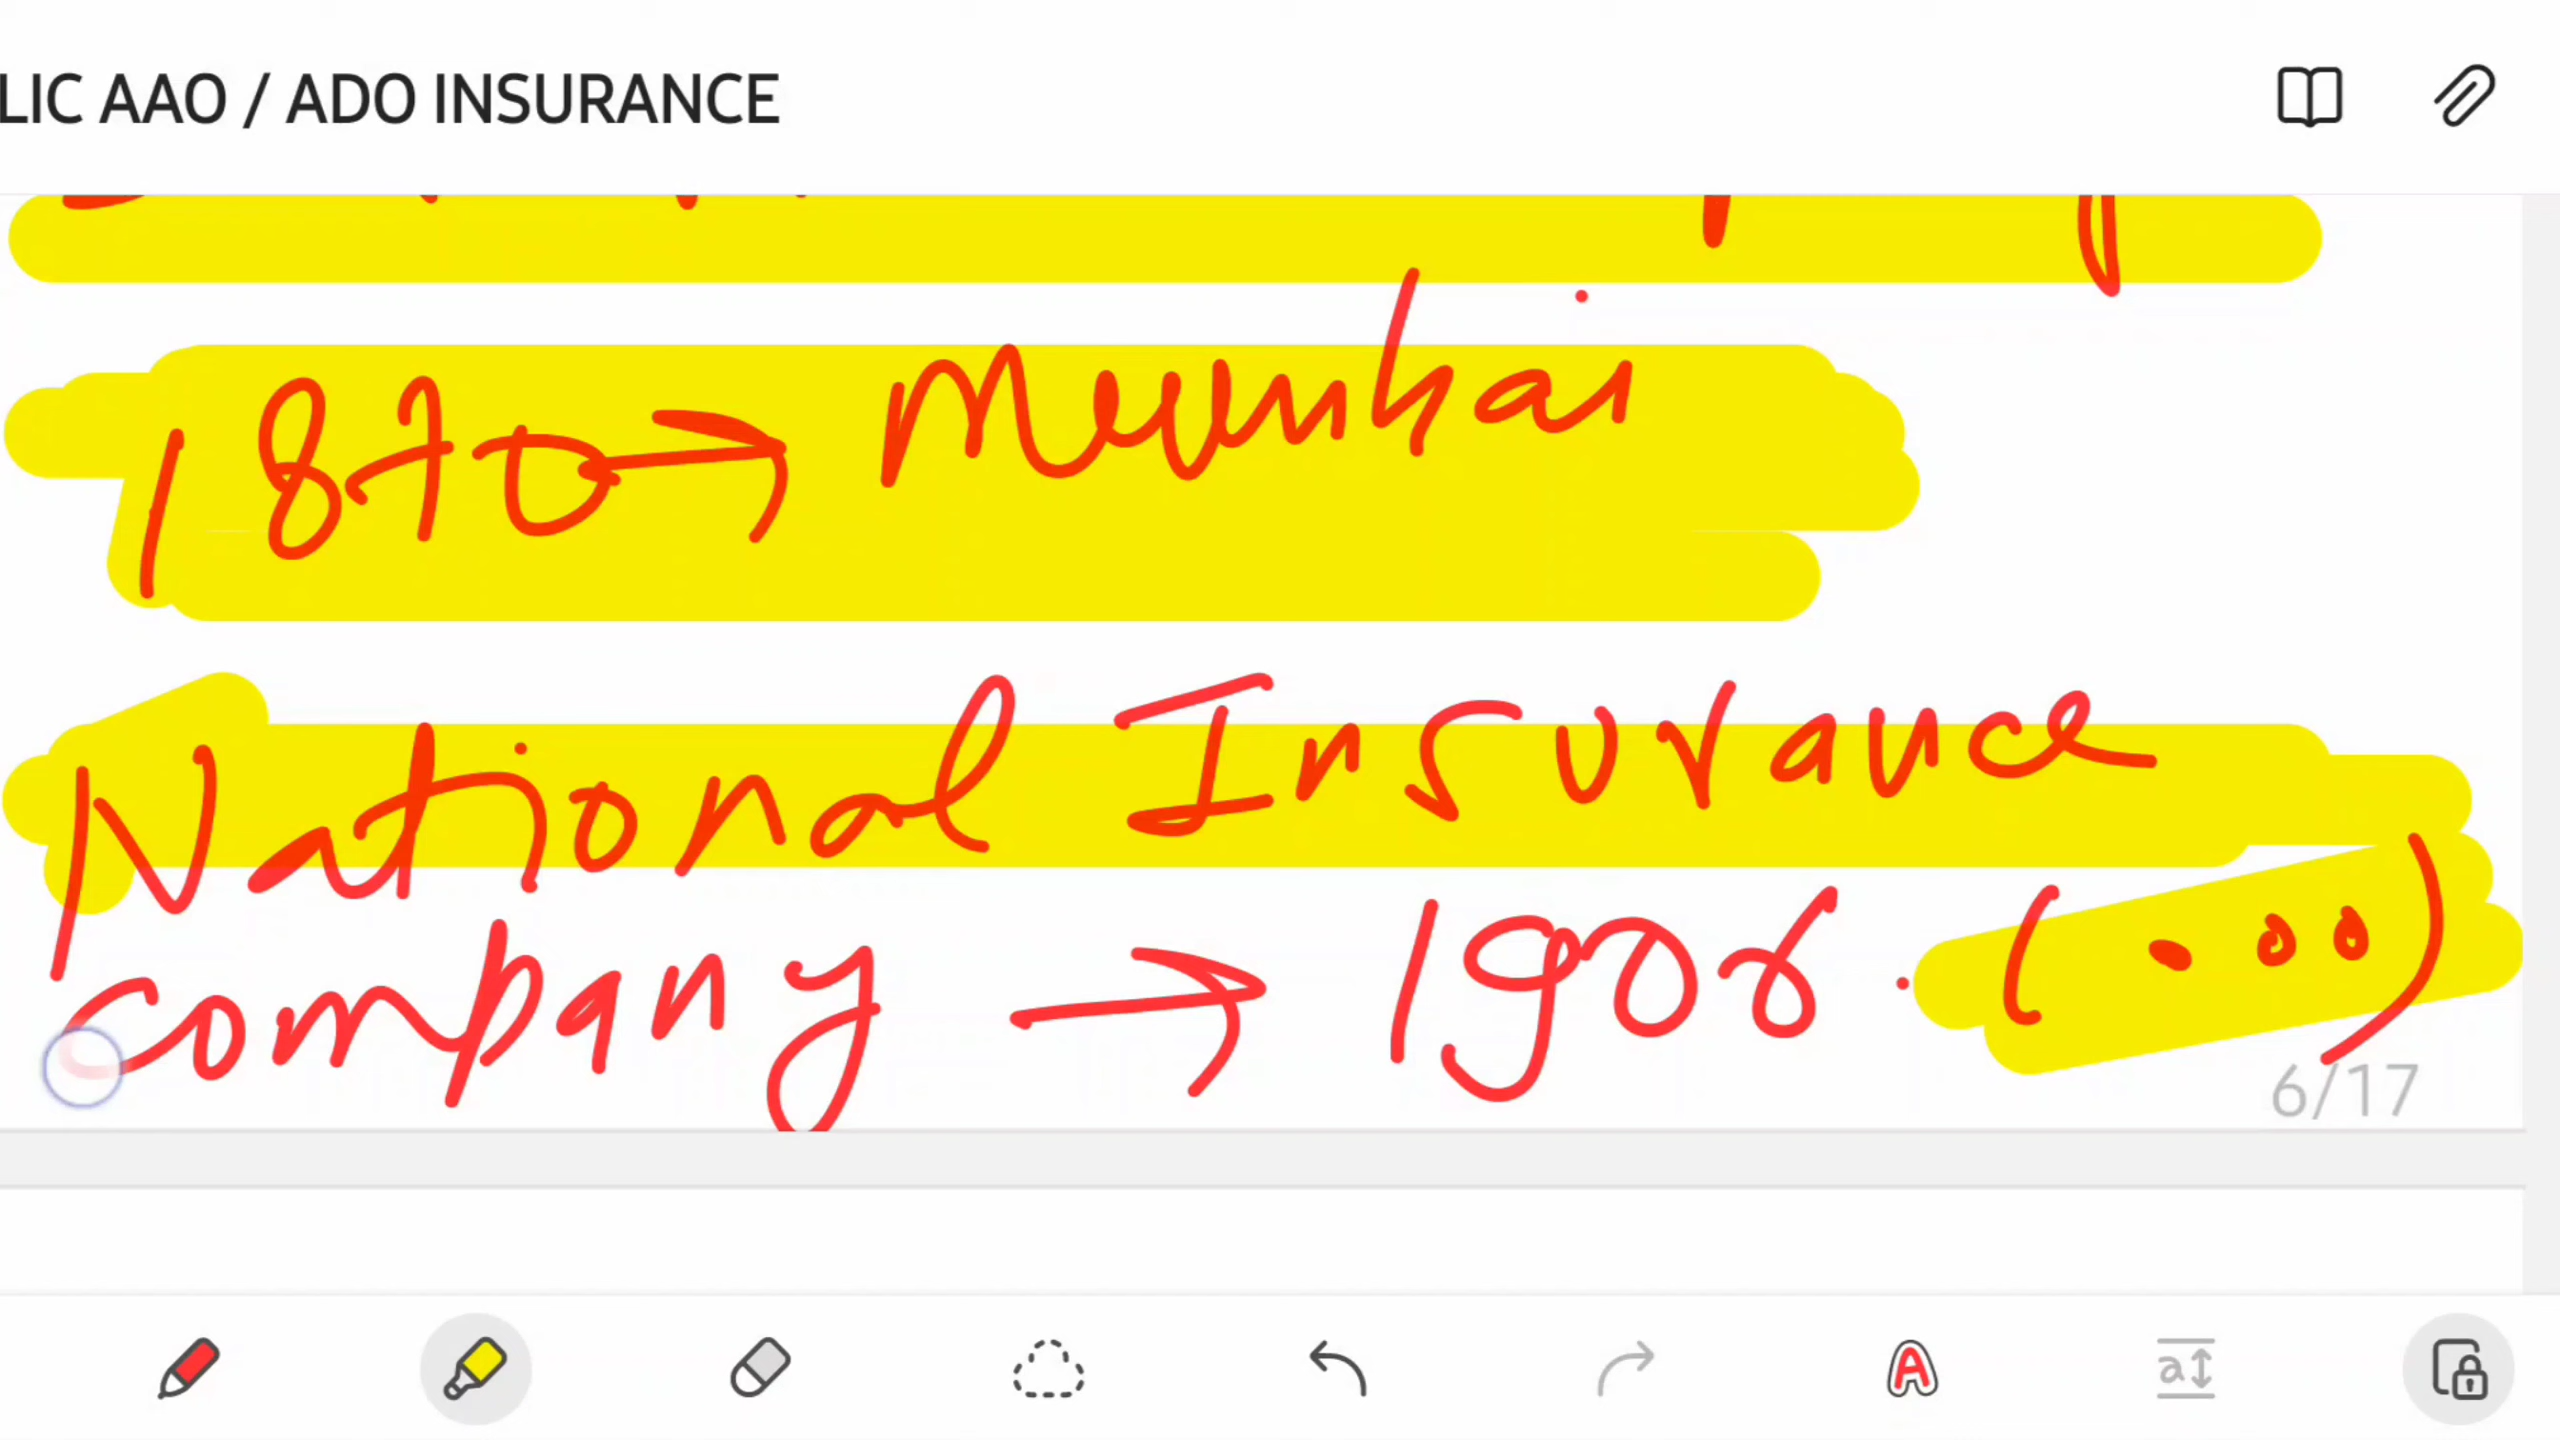 LIC AAO / ADO INSURANCE
1870 → Mumbai
National Insurance
company → 1906. (
6/17